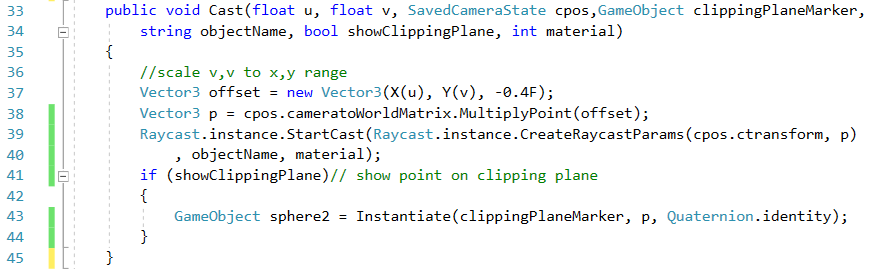 33 public void Cast(float u, float v, SavedCameraState cpos,GameObject clippingPlaneMarker,
34 string objectName, bool showClippingPlane, int material)
35 {
36 //scale v,v to x,y range
37 Vector3 offset = new Vector3(X(u), Y(v), -0.4F);
38 Vector3 p = cpos.cameratoWorldMatrix.MultiplyPoint(offset);
39 Raycast.instance.StartCast(Raycast.instance.CreateRaycastParams(cpos.ctransform, p)
40 , objectName, material);
41 if (showClippingPlane)// show point on clipping plane
42 {
43 GameObject sphere2 = Instantiate(clippingPlaneMarker, p, Quaternion.identity);
44 }
45 }